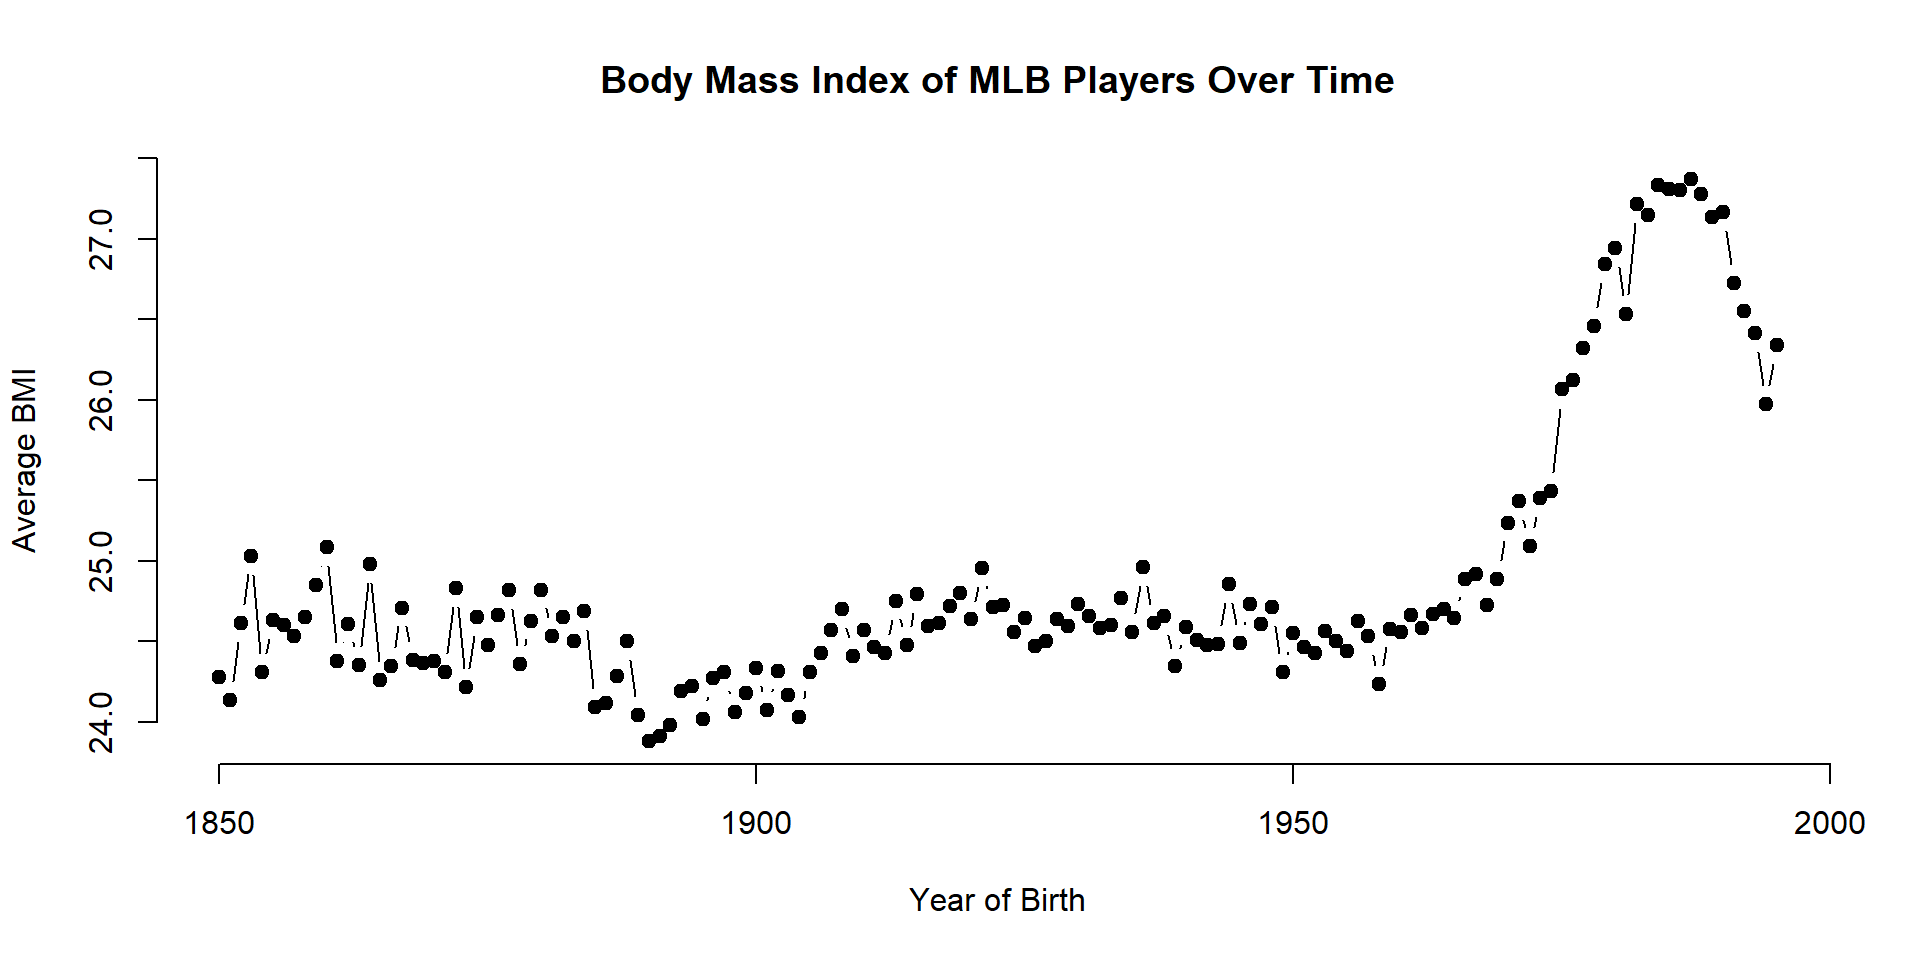 Body Mass Index of MLB Players Over Time
Average BMI
27.0
26.0
25.0
24.0
1850 1900 1950 2000
Year of Birth